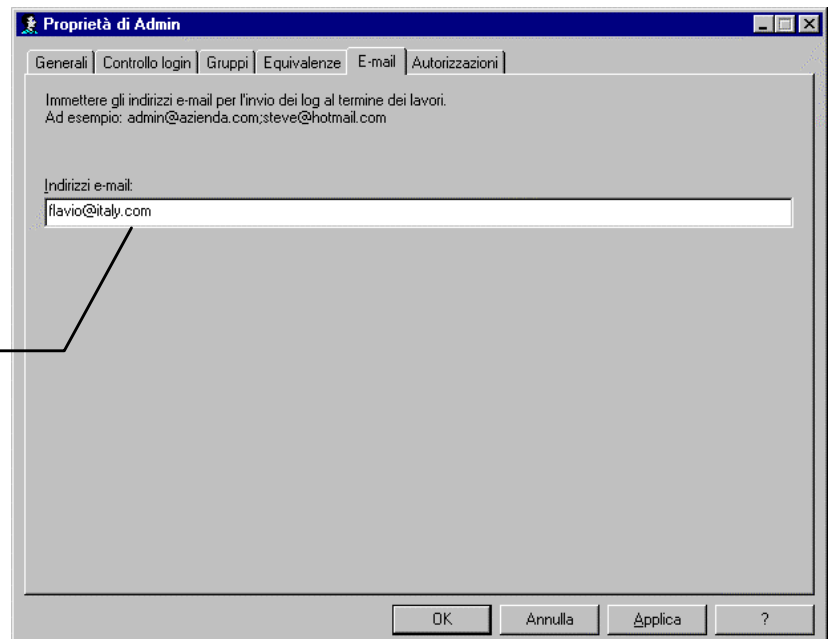 Proprietà di Admin
Generali Controllo login Gruppi Equivalenze E-mail Autorizzazioni
Immettere gli indirizzi e-mail per l'invio dei log al termine dei lavori.
Ad esempio: admin@azienda.com;steve@hotmail.com
Indirizzi e-mail:
flavio@italy.com
OK Annulla Applica ?